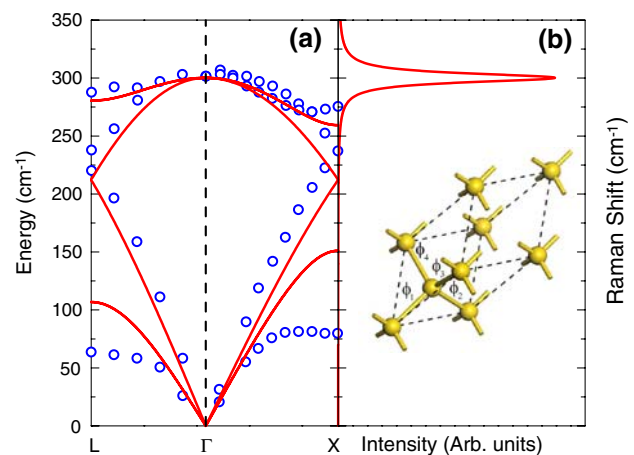 350
300
250
200
150
100
50
0
Energy (cm⁻¹)
(a)
(b)
L
Γ
X
ϕ₄
ϕ₃
ϕ₁
ϕ₂
Intensity (Arb. units)
Raman Shift (cm⁻¹)